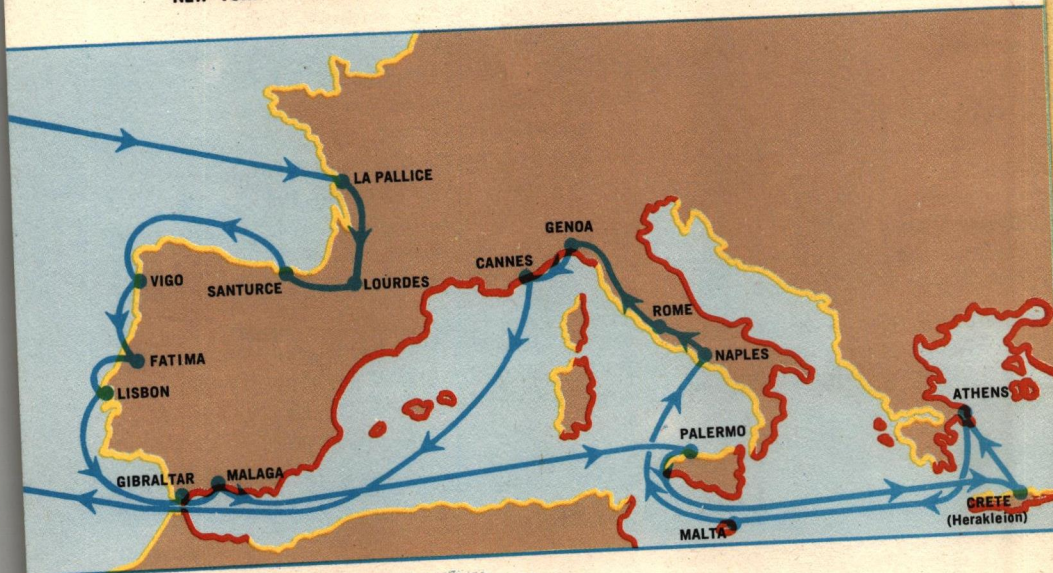 LA PALLICE
GENOA
CANNES
VIGO
SANTURCE
LOURDES
ROME
FATIMA
NAPLES
LISBON
ATHENS
PALERMO
GIBRALTAR
MALAGA
CRETE
(Herakleion)
MALTA